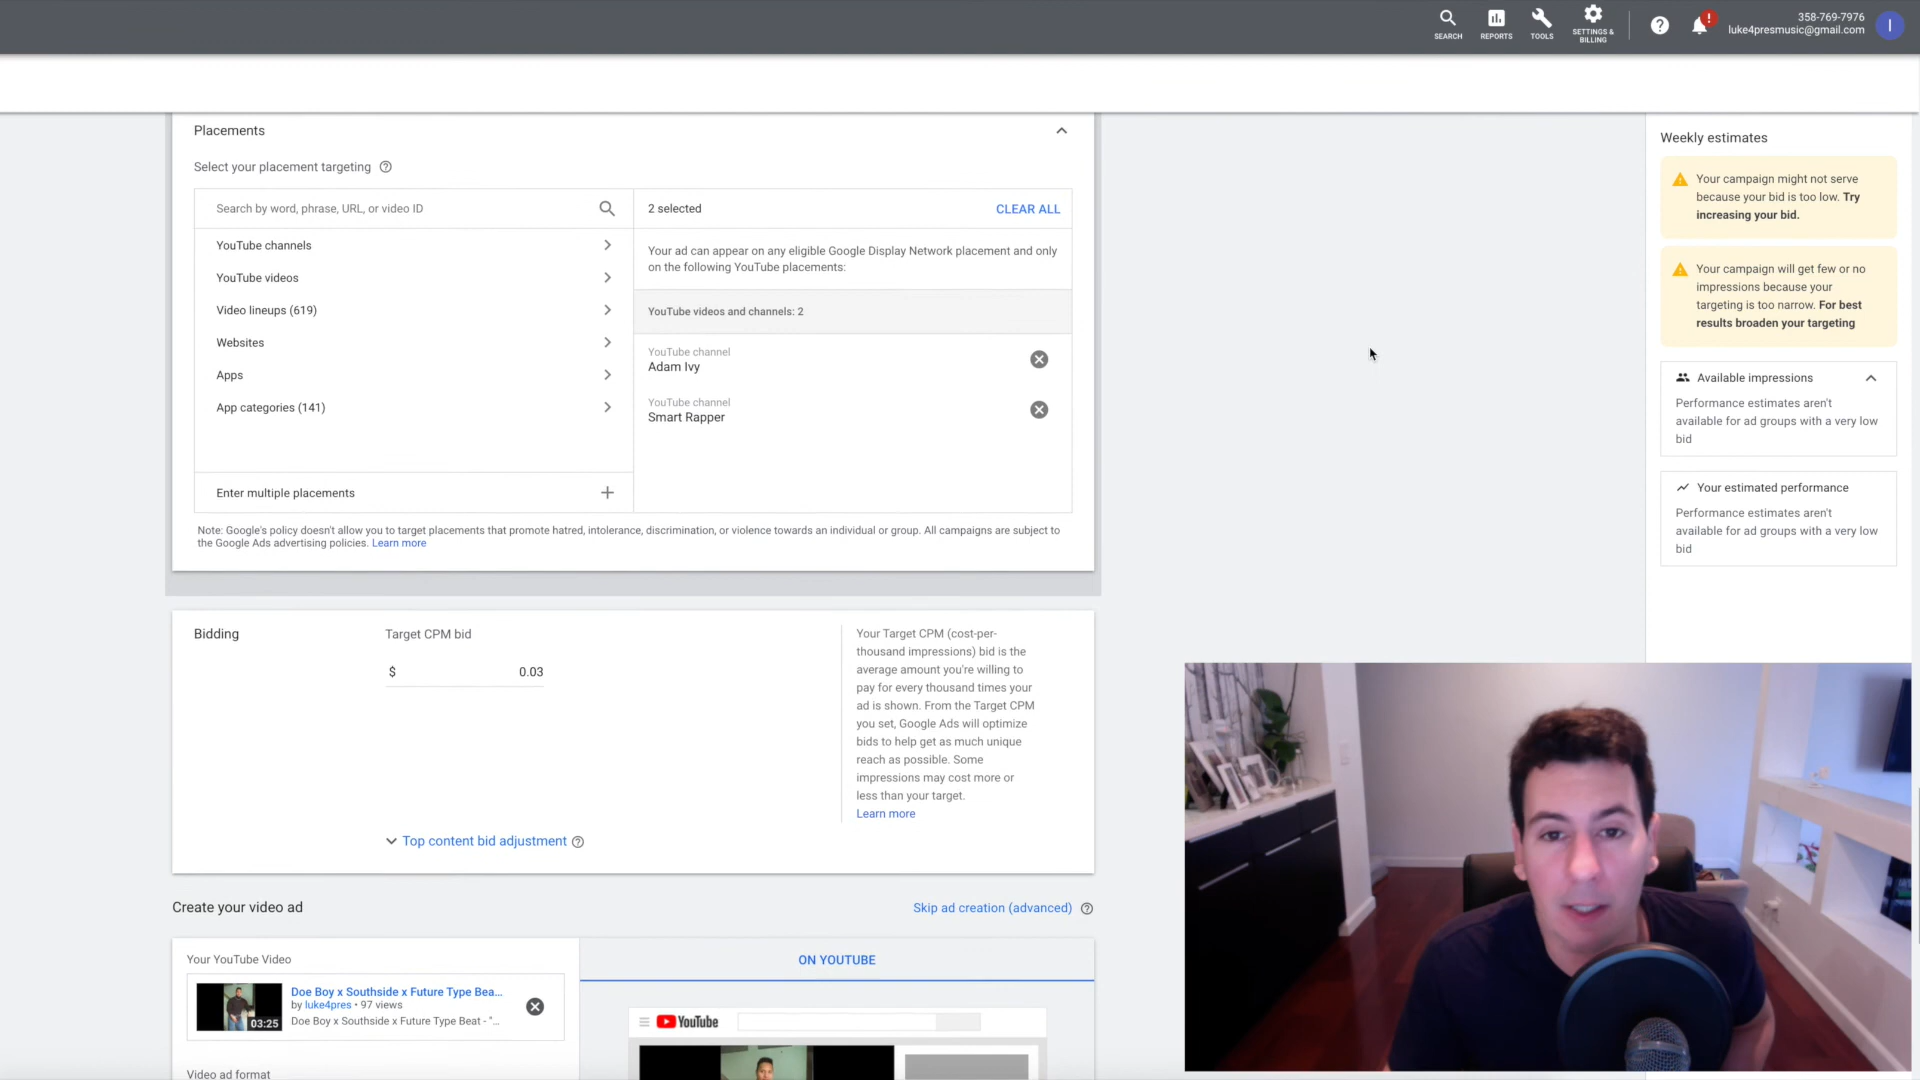 SEARCH
REPORTS
TOOLS
SETTINGS &
BILLING
358-769-7976
luke4presmusic@gmail.com
I
Placements
Select your placement targeting
Search by word, phrase, URL, or video ID
YouTube channels
YouTube videos
Video lineups (619)
Websites
Apps
App categories (141)
Enter multiple placements
2 selected
CLEAR ALL
Your ad can appear on any eligible Google Display Network placement and only
on the following YouTube placements:
YouTube videos and channels: 2
YouTube channel
Adam Ivy
YouTube channel
Smart Rapper
Note: Google's policy doesn't allow you to target placements that promote hatred, intolerance, discrimination, or violence towards an individual or group. All campaigns are subject to
the Google Ads advertising policies. Learn more
Weekly estimates
Your campaign might not serve
because your bid is too low. Try
increasing your bid.
Your campaign will get few or no
impressions because your
targeting is too narrow. For best
results broaden your targeting
Available impressions
Performance estimates aren't
available for ad groups with a very low
bid
Your estimated performance
Performance estimates aren't
available for ad groups with a very low
bid
Bidding
Target CPM bid
$ 0.03
Your Target CPM (cost-per-
thousand impressions) bid is the
average amount you're willing to
pay for every thousand times your
ad is shown. From the Target CPM
you set, Google Ads will optimize
bids to help get as much unique
reach as possible. Some
impressions may cost more or
less than your target.
Learn more
Top content bid adjustment
Create your video ad
Skip ad creation (advanced)
Your YouTube Video
03:25
Doe Boy x Southside x Future Type Bea...
by luke4pres • 97 views
Doe Boy x Southside x Future Type Beat - "...
Video ad format
ON YOUTUBE
YouTube